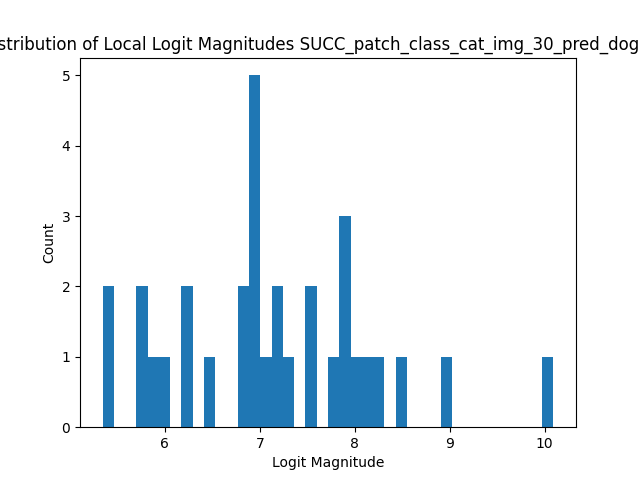 stribution of Local Logit Magnitudes SUCC_patch_class_cat_img_30_pred_dog
5
4
3
2
1
0
Count
6 7 8 9 10
Logit Magnitude